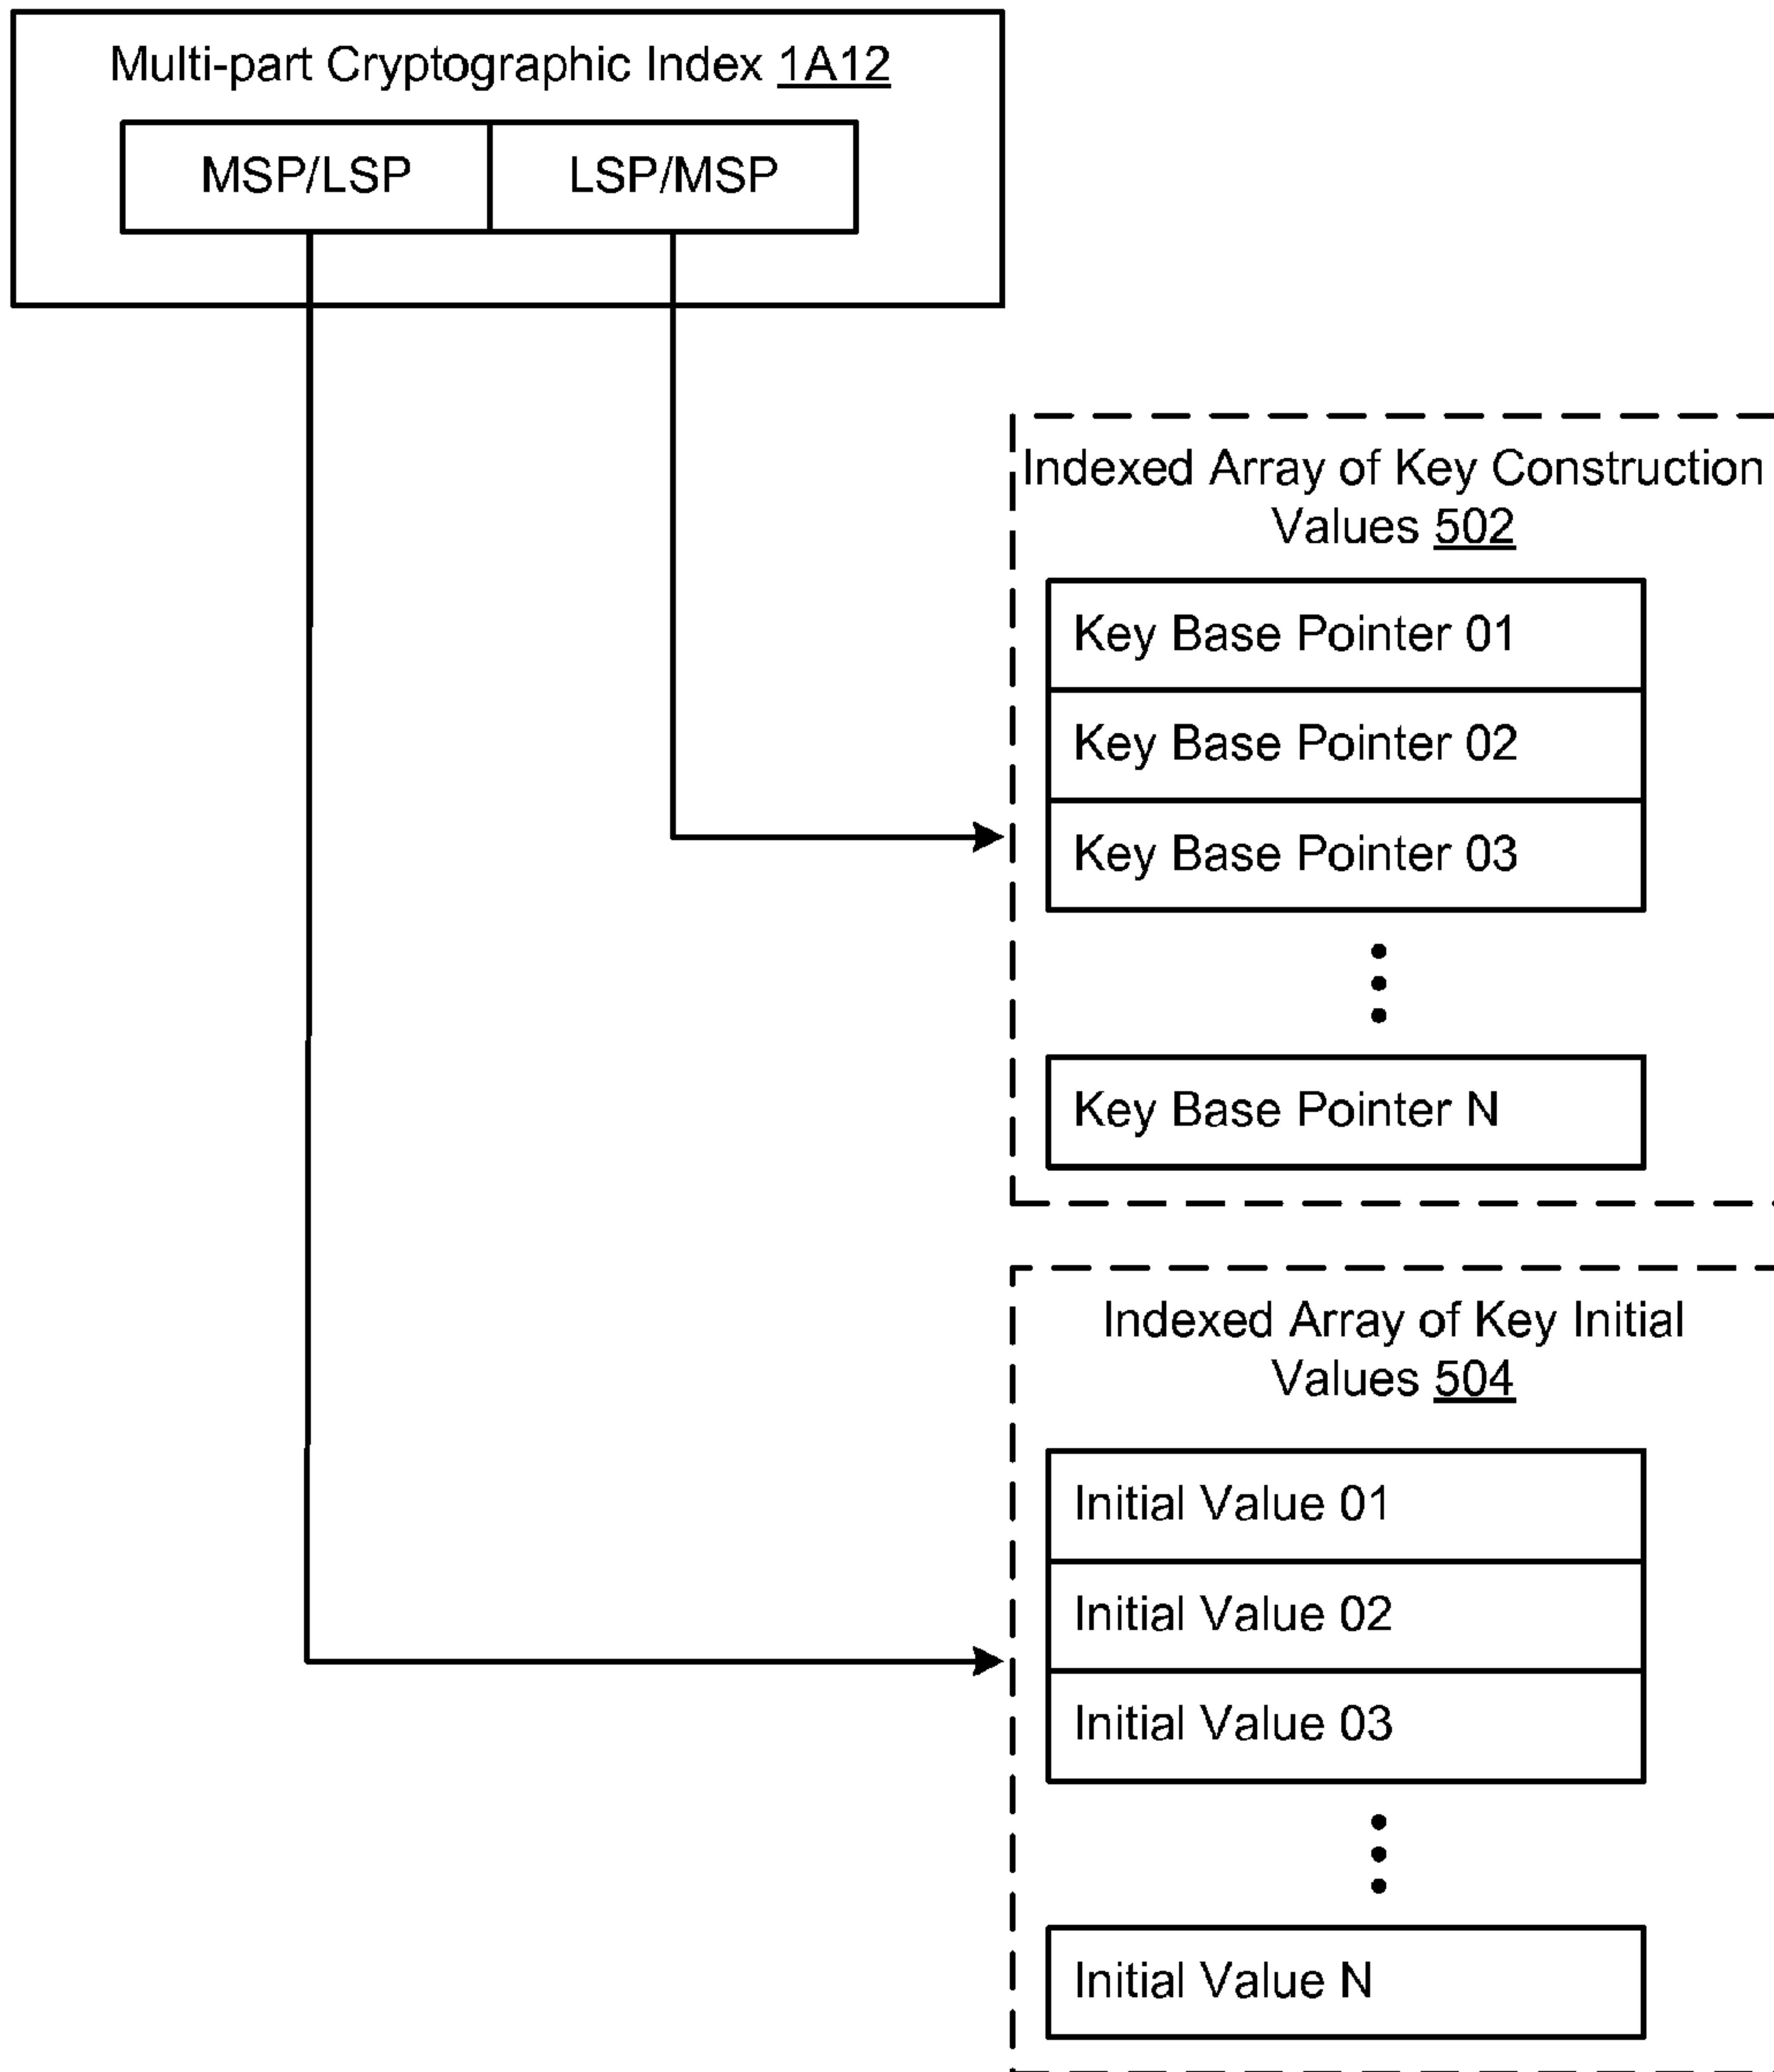 Multi-part Cryptographic Index 1A12
MSP/LSP
LSP/MSP
Indexed Array of Key Construction
Values 502
Key Base Pointer 01
Key Base Pointer 02
Key Base Pointer 03
Key Base Pointer N
Indexed Array of Key Initial
Values 504
Initial Value 01
Initial Value 02
Initial Value 03
Initial Value N